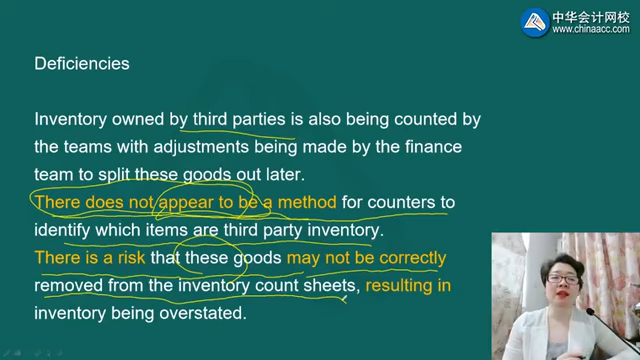 中华会计网校
www.chinaacc.com
Deficiencies
Inventory owned by third parties is also being counted by
the teams with adjustments being made by the finance
team to split these goods out later.
There does not appear to be a method for counters to
identify which items are third party inventory.
There is a risk that these goods may not be correctly
removed from the inventory count sheets, resulting in
inventory being overstated.